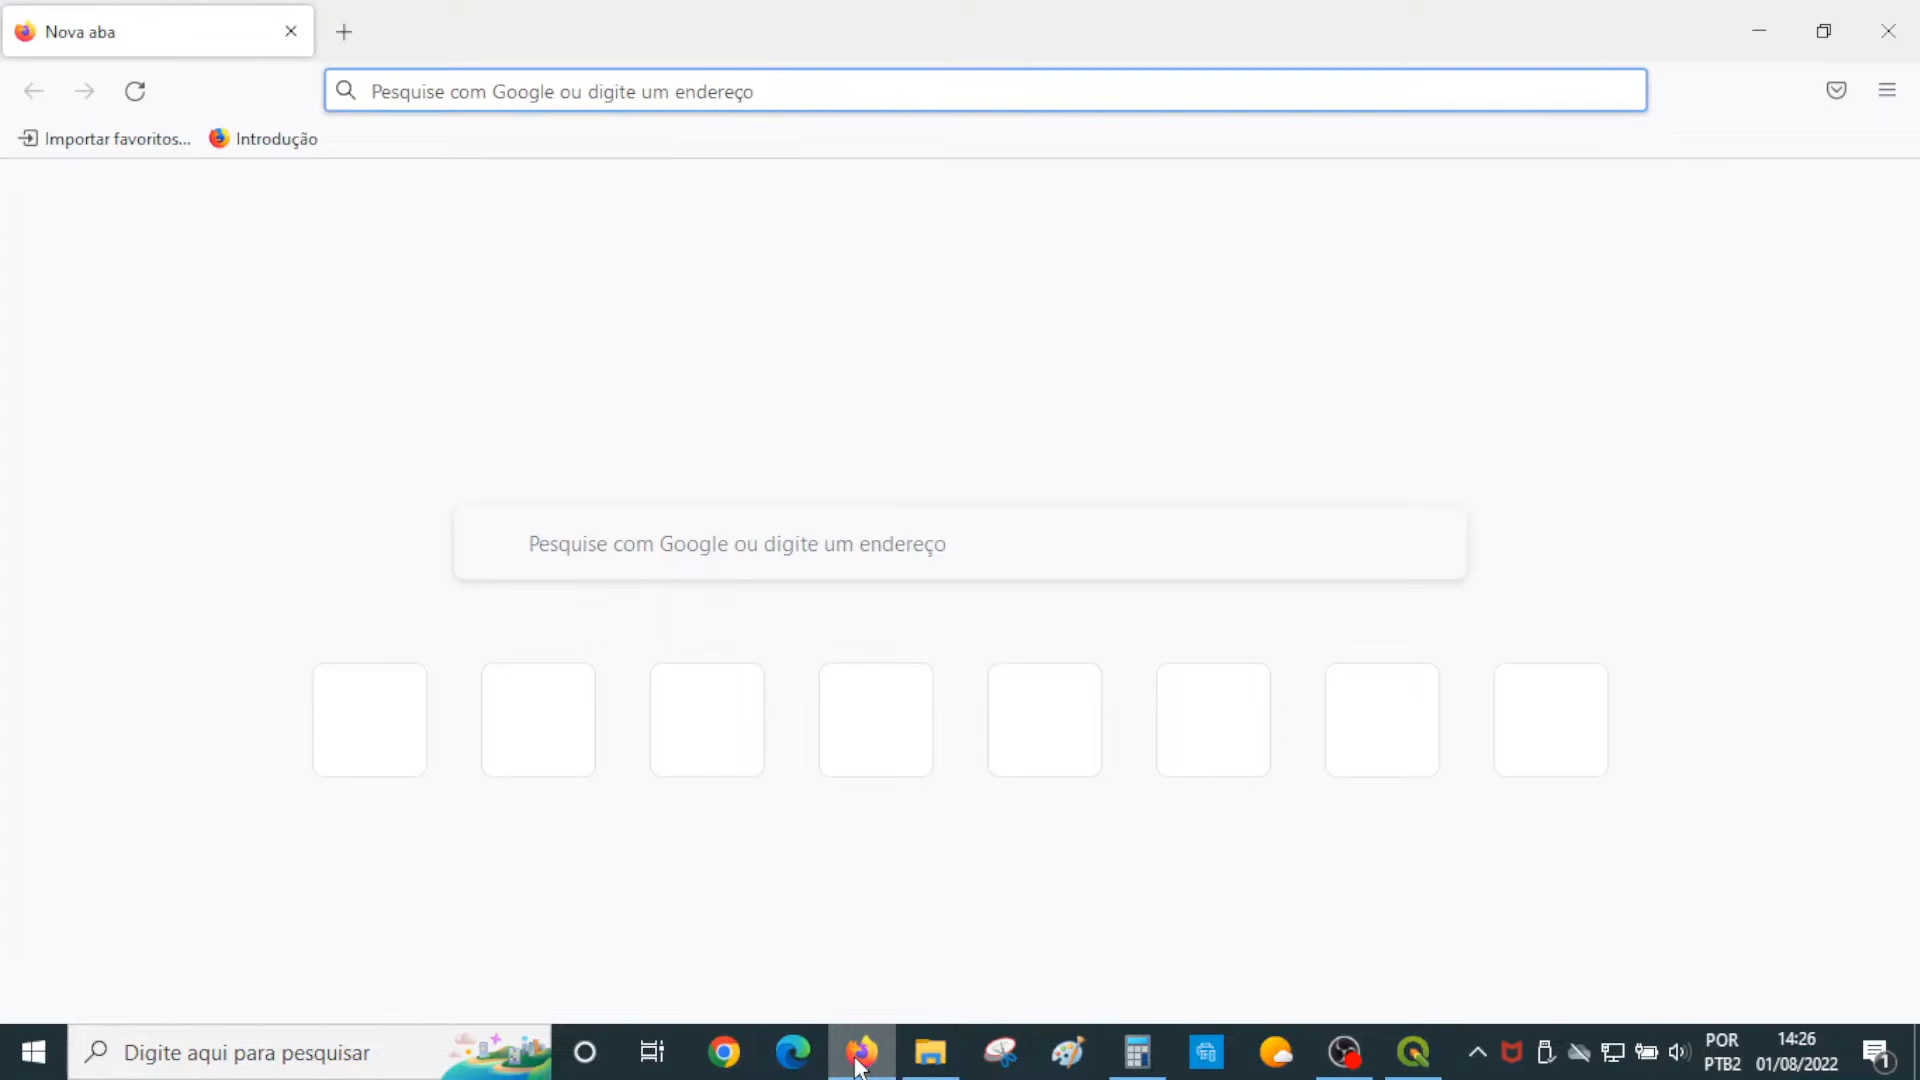 Nova aba
Pesquise com Google ou digite um endereço
Importar favoritos...
Introdução
Pesquise com Google ou digite um endereço
Digite aqui para pesquisar
POR
PTB2
14:26
01/08/2022
1